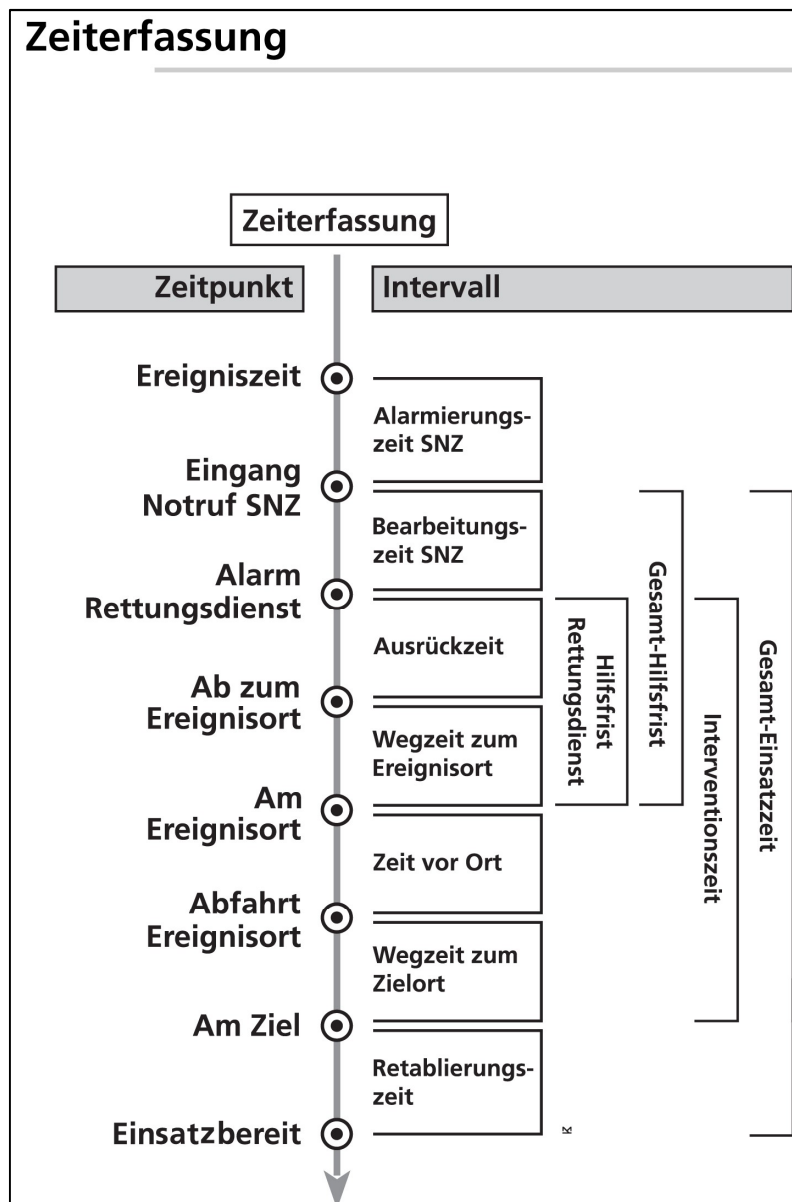 Zeiterfassung
Zeiterfassung
Zeitpunkt
Intervall
Ereigniszeit
Alarmierungs-
zeit SNZ
Eingang
Notruf SNZ
Bearbeitungs-
zeit SNZ
Alarm
Rettungsdienst
Ausrückzeit
Ab zum
Ereignisort
Wegzeit zum
Ereignisort
Am
Ereignisort
Zeit vor Ort
Abfahrt
Ereignisort
Wegzeit zum
Zielort
Am Ziel
Retablierungs-
zeit
Einsatzbereit
Hilfsfrist
Rettungsdienst
Gesamt-Hilfsfrist
Interventionszeit
Gesamt-Einsatzzeit